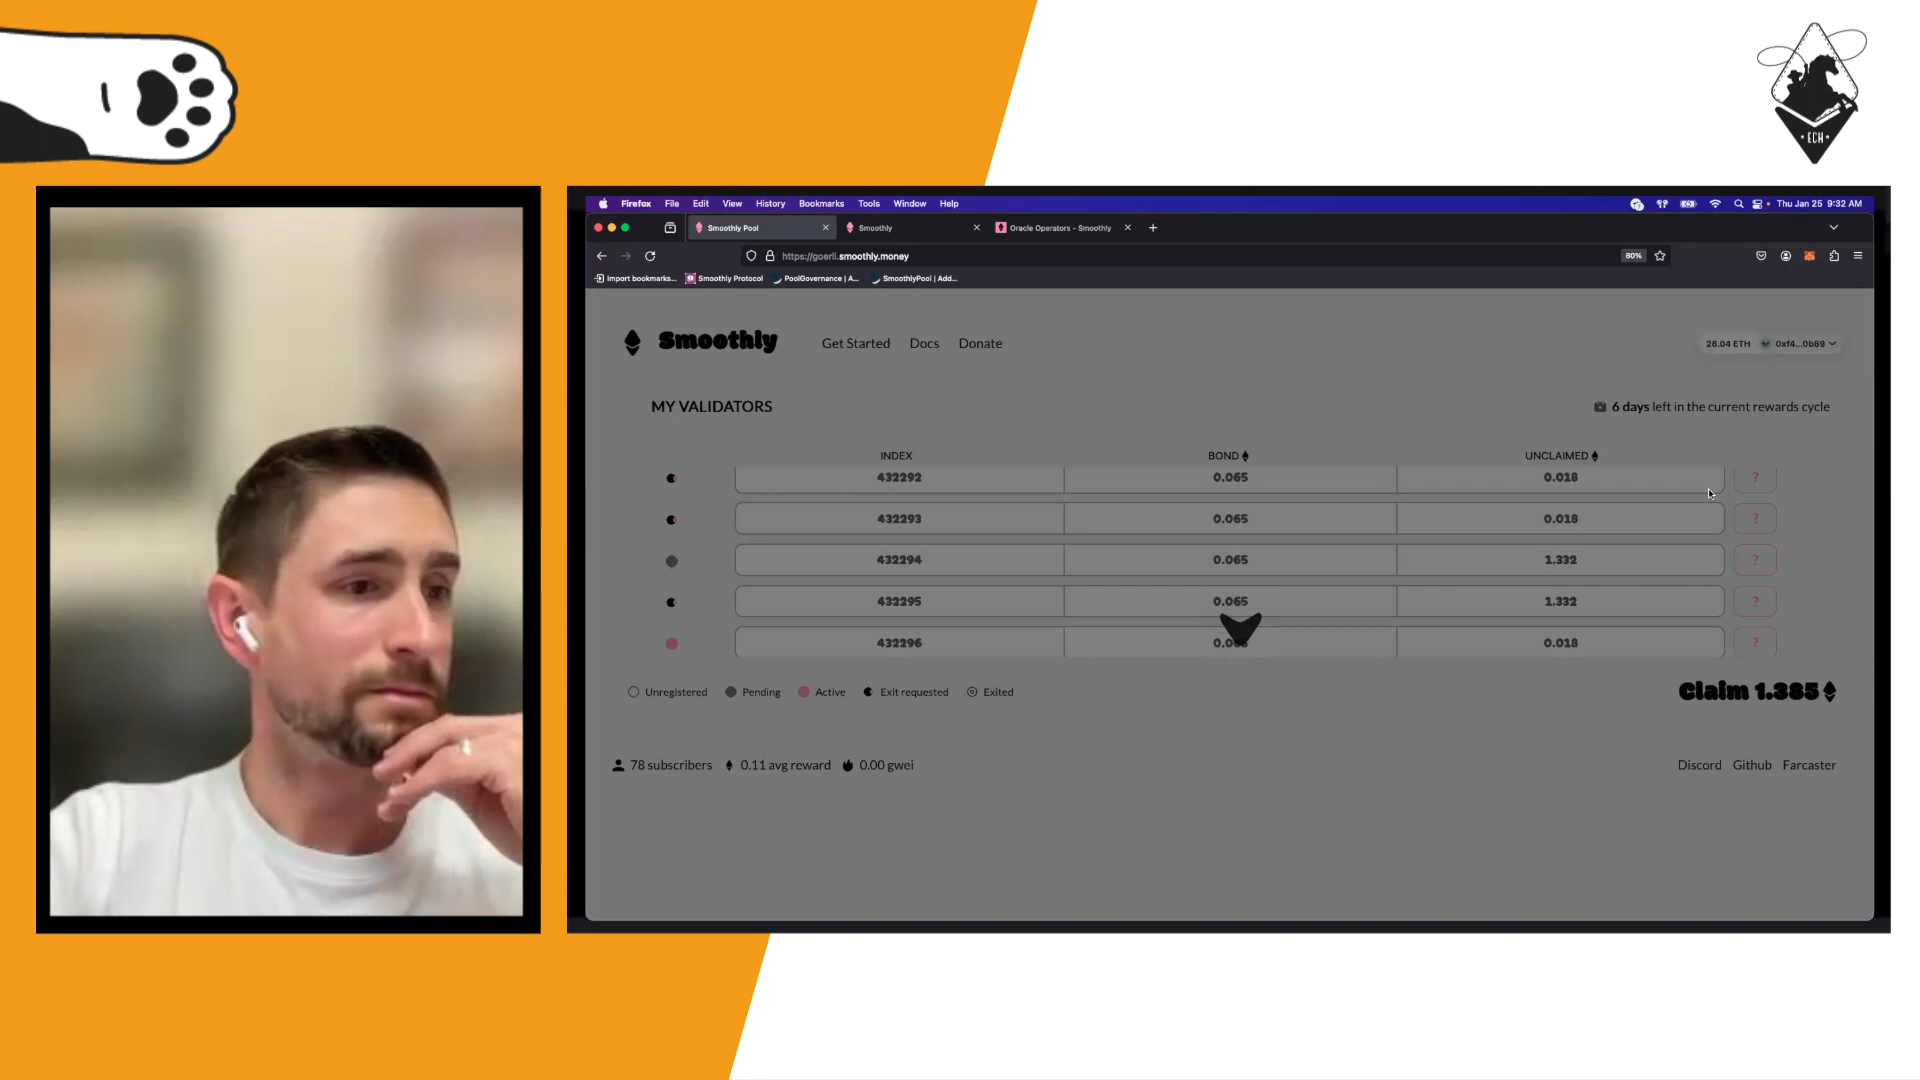 ECH
Firefox File Edit View History Bookmarks Tools Window Help Thu Jan 25 9:32 AM
Smoothly Pool Smoothly Oracle Operators - Smoothly
https://goerli.smoothly.money 80%
Import bookmarks... Smoothly Protocol PoolGovernance | A... SmoothlyPool | Add...
Smoothly Get Started Docs Donate 28.04 ETH 0xf4...0b89
MY VALIDATORS 6 days left in the current rewards cycle
INDEX BOND UNCLAIMED
432292 0.065 0.018 ?
432293 0.065 0.018 ?
432294 0.065 1.332 ?
432295 0.065 1.332 ?
432296 0.018 ?
Unregistered Pending Active Exit requested Exited Claim 1.385
78 subscribers 0.11 avg reward 0.00 gwei Discord Github Farcaster